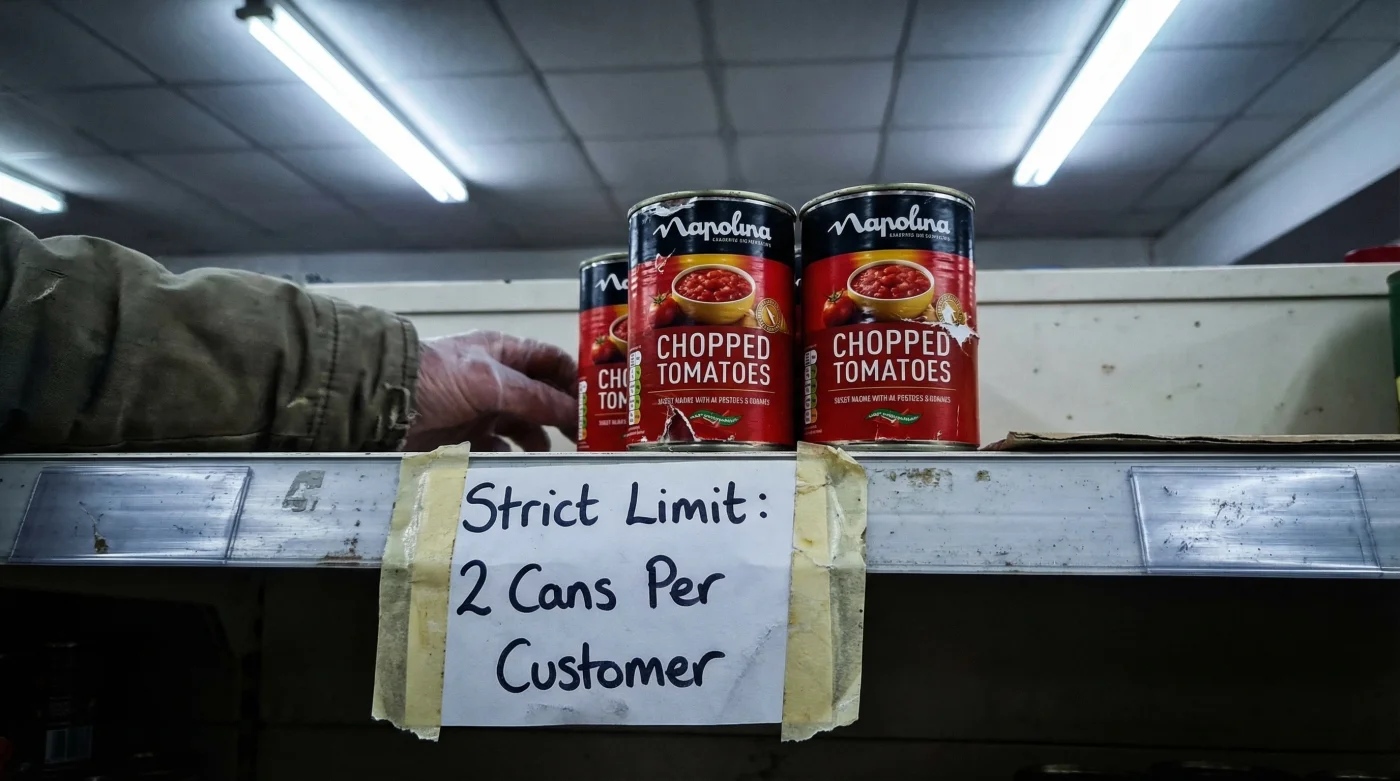 Napolina
Napolina
CHOPPED
TOMATOES
CHOPPED
TOMATOES
Strict Limit:
2 Cans Per
Customer